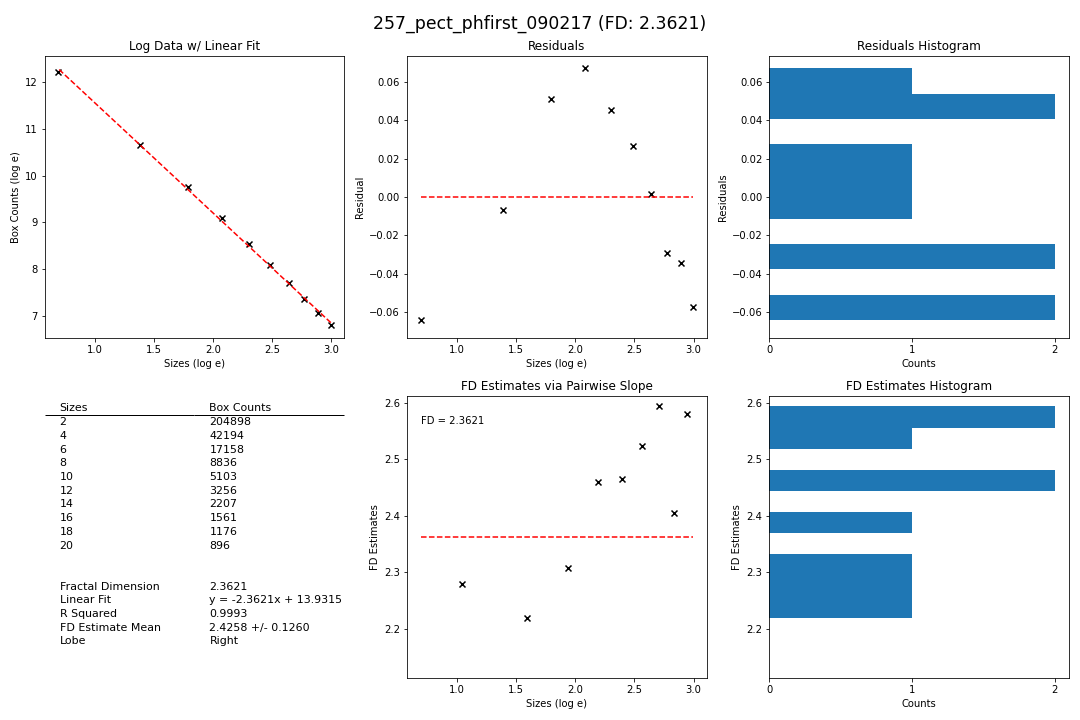 257_pect_phfirst_090217 (FD: 2.3621)
Log Data w/ Linear Fit
Box Counts (log e)
12
11
10
9
8
7
1.0 1.5 2.0 2.5 3.0
Sizes (log e)
Residuals
Residual
0.06
0.04
0.02
0.00
−0.02
−0.04
−0.06
1.0 1.5 2.0 2.5 3.0
Sizes (log e)
Residuals Histogram
Residuals
0.06
0.04
0.02
0.00
−0.02
−0.04
−0.06
0 1 2
Counts
Sizes Box Counts
2 204898
4 42194
6 17158
8 8836
10 5103
12 3256
14 2207
16 1561
18 1176
20 896
Fractal Dimension 2.3621
Linear Fit y = -2.3621x + 13.9315
R Squared 0.9993
FD Estimate Mean 2.4258 +/- 0.1260
Lobe Right
FD Estimates via Pairwise Slope
FD = 2.3621
FD Estimates
2.6
2.5
2.4
2.3
2.2
1.0 1.5 2.0 2.5 3.0
Sizes (log e)
FD Estimates Histogram
FD Estimates
2.6
2.5
2.4
2.3
2.2
0 1 2
Counts